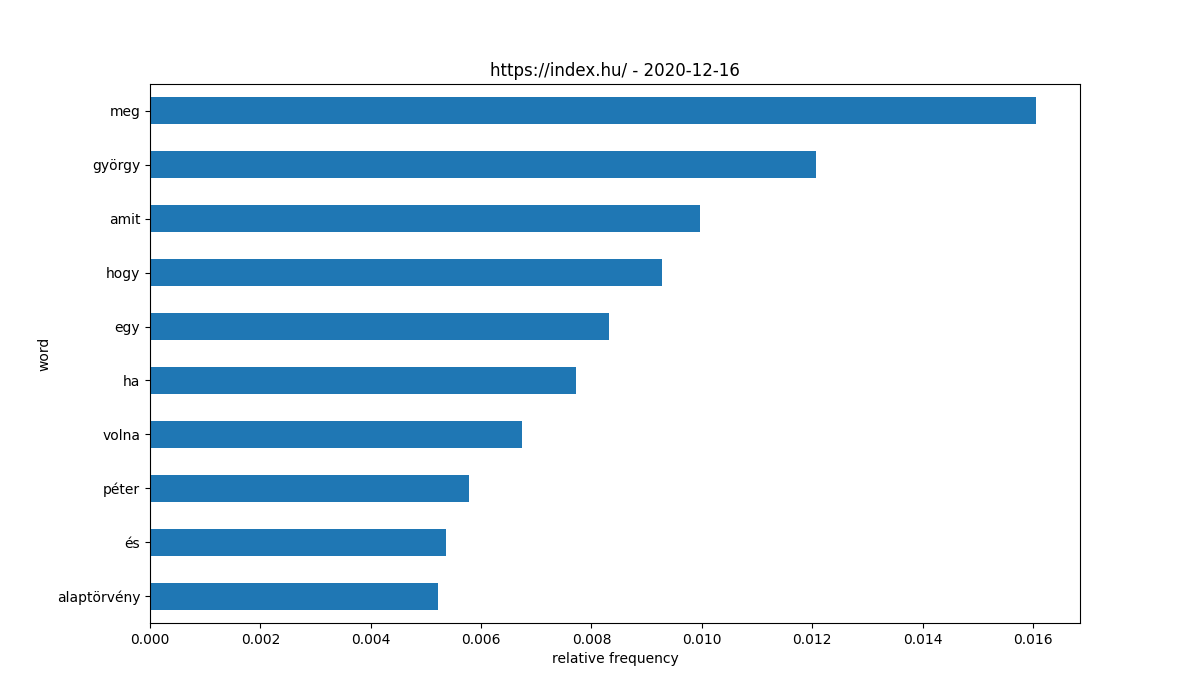 https://index.hu/ - 2020-12-16
meg
györgy
amit
hogy
egy
ha
volna
péter
és
alaptörvény
word
0.000 0.002 0.004 0.006 0.008 0.010 0.012 0.014 0.016
relative frequency